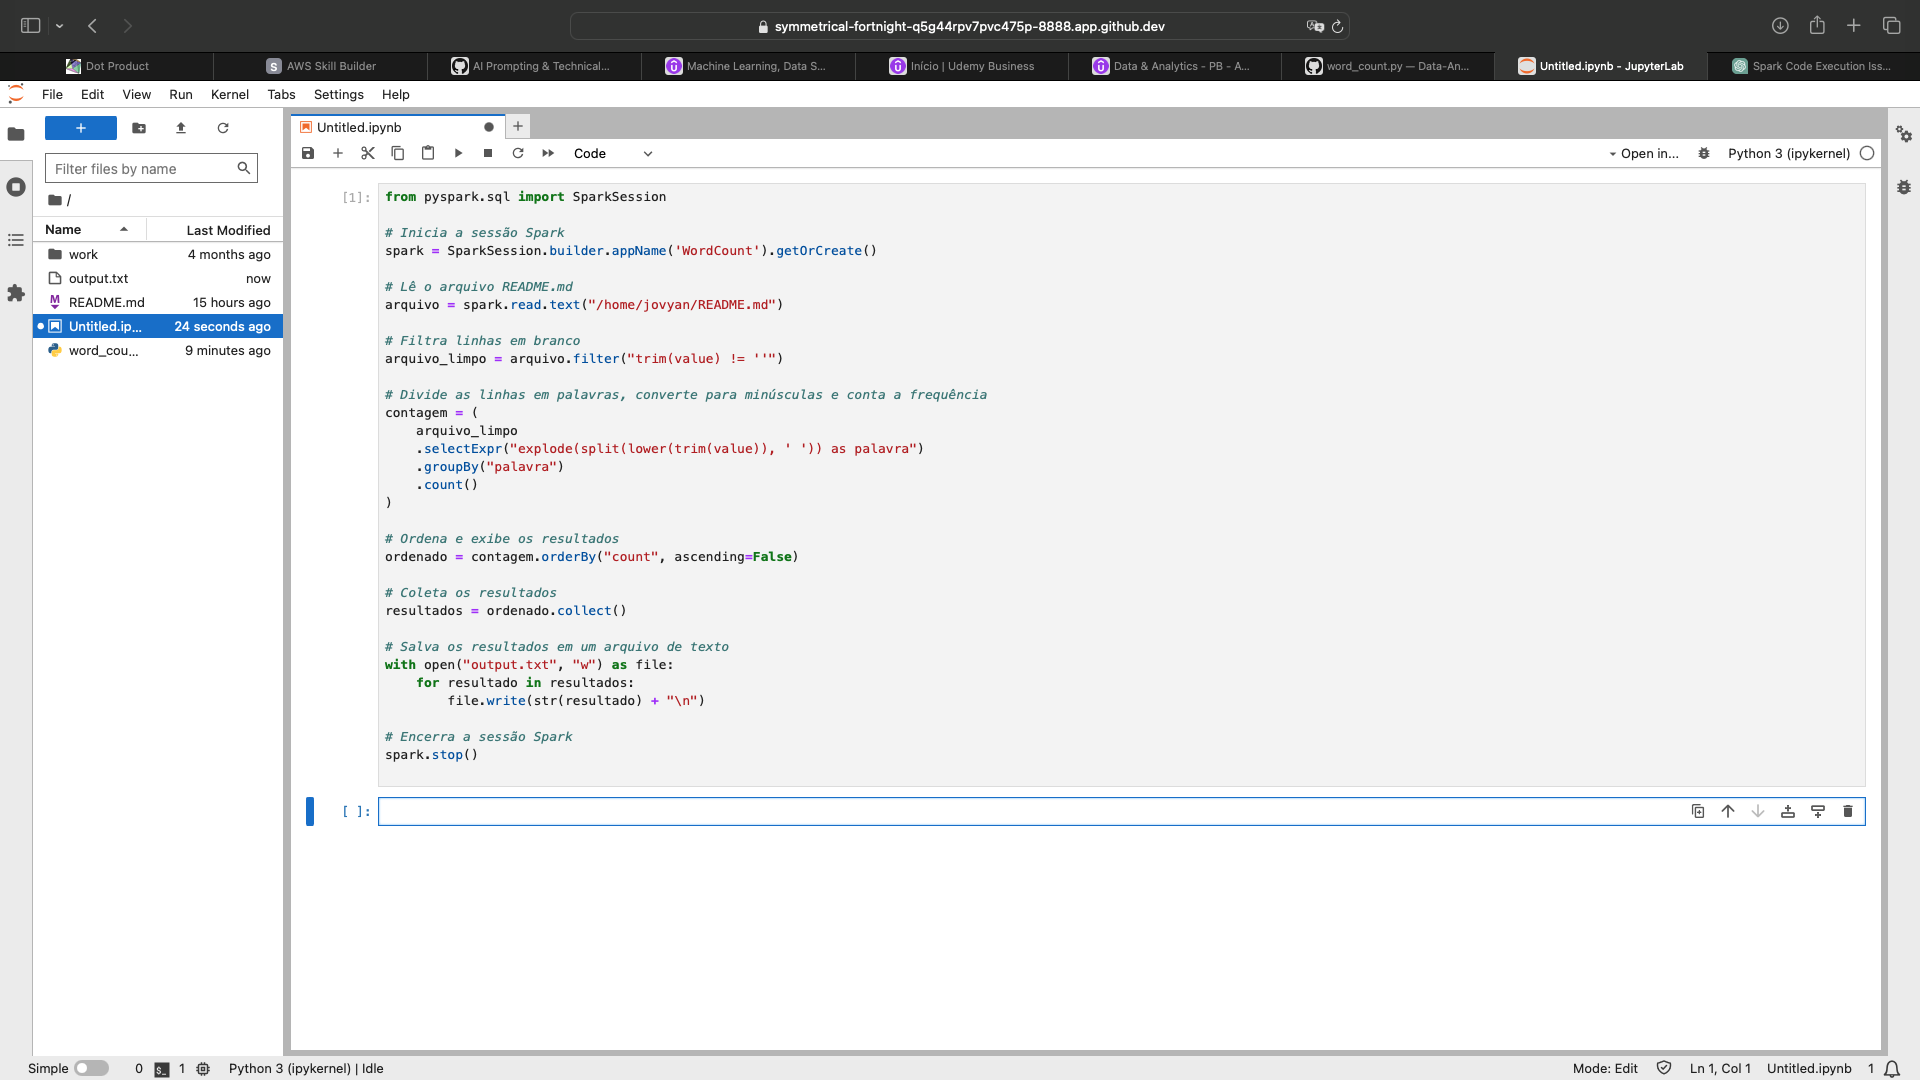 symmetrical-fortnight-q5g44rpv7pvc475p-8888.app.github.dev
Dot Product
AWS Skill Builder
AI Prompting & Technical...
Machine Learning, Data S...
Início | Udemy Business
Data & Analytics - PB - A...
word_count.py — Data-An...
Untitled.ipynb - JupyterLab
Spark Code Execution Iss...
File Edit View Run Kernel Tabs Settings Help
Filter files by name
/
Name Last Modified
work 4 months ago
output.txt now
README.md 15 hours ago
Untitled.ip... 24 seconds ago
word_cou... 9 minutes ago
Untitled.ipynb
Code
Open in...
Python 3 (ipykernel)
[1]:
from pyspark.sql import SparkSession
# Inicia a sessão Spark
spark = SparkSession.builder.appName('WordCount').getOrCreate()
# Lê o arquivo README.md
arquivo = spark.read.text("/home/jovyan/README.md")
# Filtra linhas em branco
arquivo_limpo = arquivo.filter("trim(value) != ''")
# Divide as linhas em palavras, converte para minúsculas e conta a frequência
contagem = (
    arquivo_limpo
    .selectExpr("explode(split(lower(trim(value)), ' ')) as palavra")
    .groupBy("palavra")
    .count()
)
# Ordena e exibe os resultados
ordenado = contagem.orderBy("count", ascending=False)
# Coleta os resultados
resultados = ordenado.collect()
# Salva os resultados em um arquivo de texto
with open("output.txt", "w") as file:
    for resultado in resultados:
        file.write(str(resultado) + "\n")
# Encerra a sessão Spark
spark.stop()
[ ]:
Simple 0 1 Python 3 (ipykernel) | Idle
Mode: Edit Ln 1, Col 1 Untitled.ipynb 1